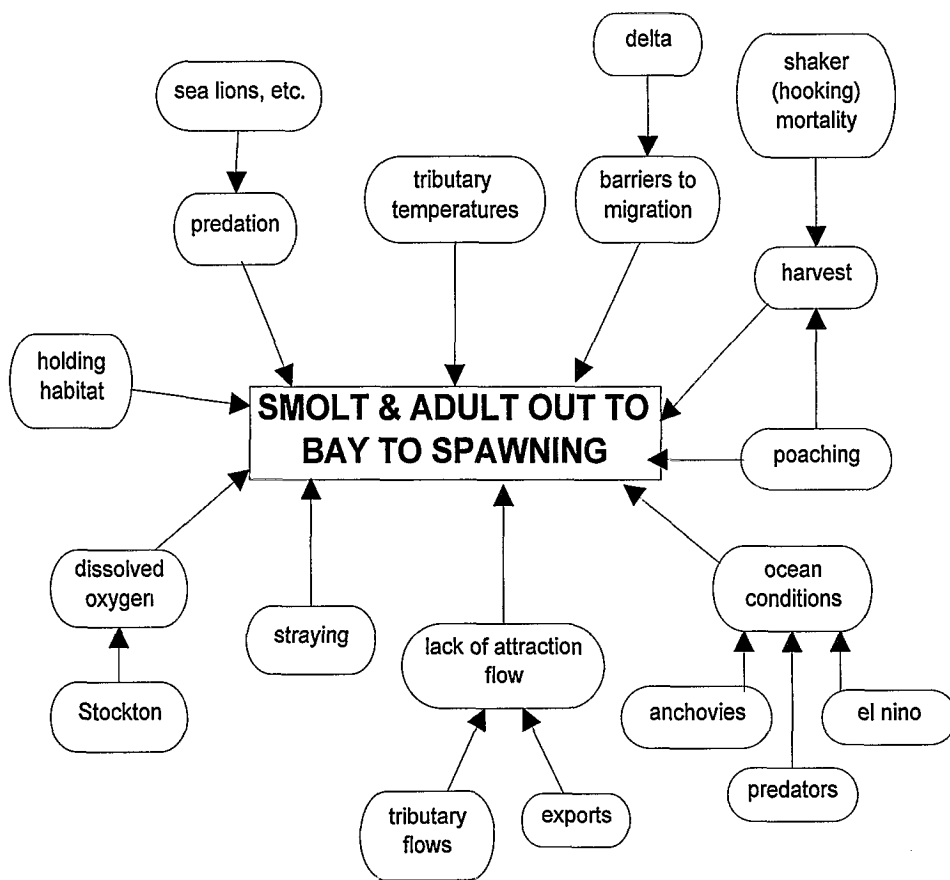 delta
shaker
(hooking)
mortality
sea lions, etc.
tributary
temperatures
barriers to
migration
predation
harvest
holding
habitat
SMOLT & ADULT OUT TO
BAY TO SPAWNING
poaching
dissolved
oxygen
ocean
conditions
straying
lack of attraction
flow
Stockton
anchovies
el nino
predators
tributary
flows
exports